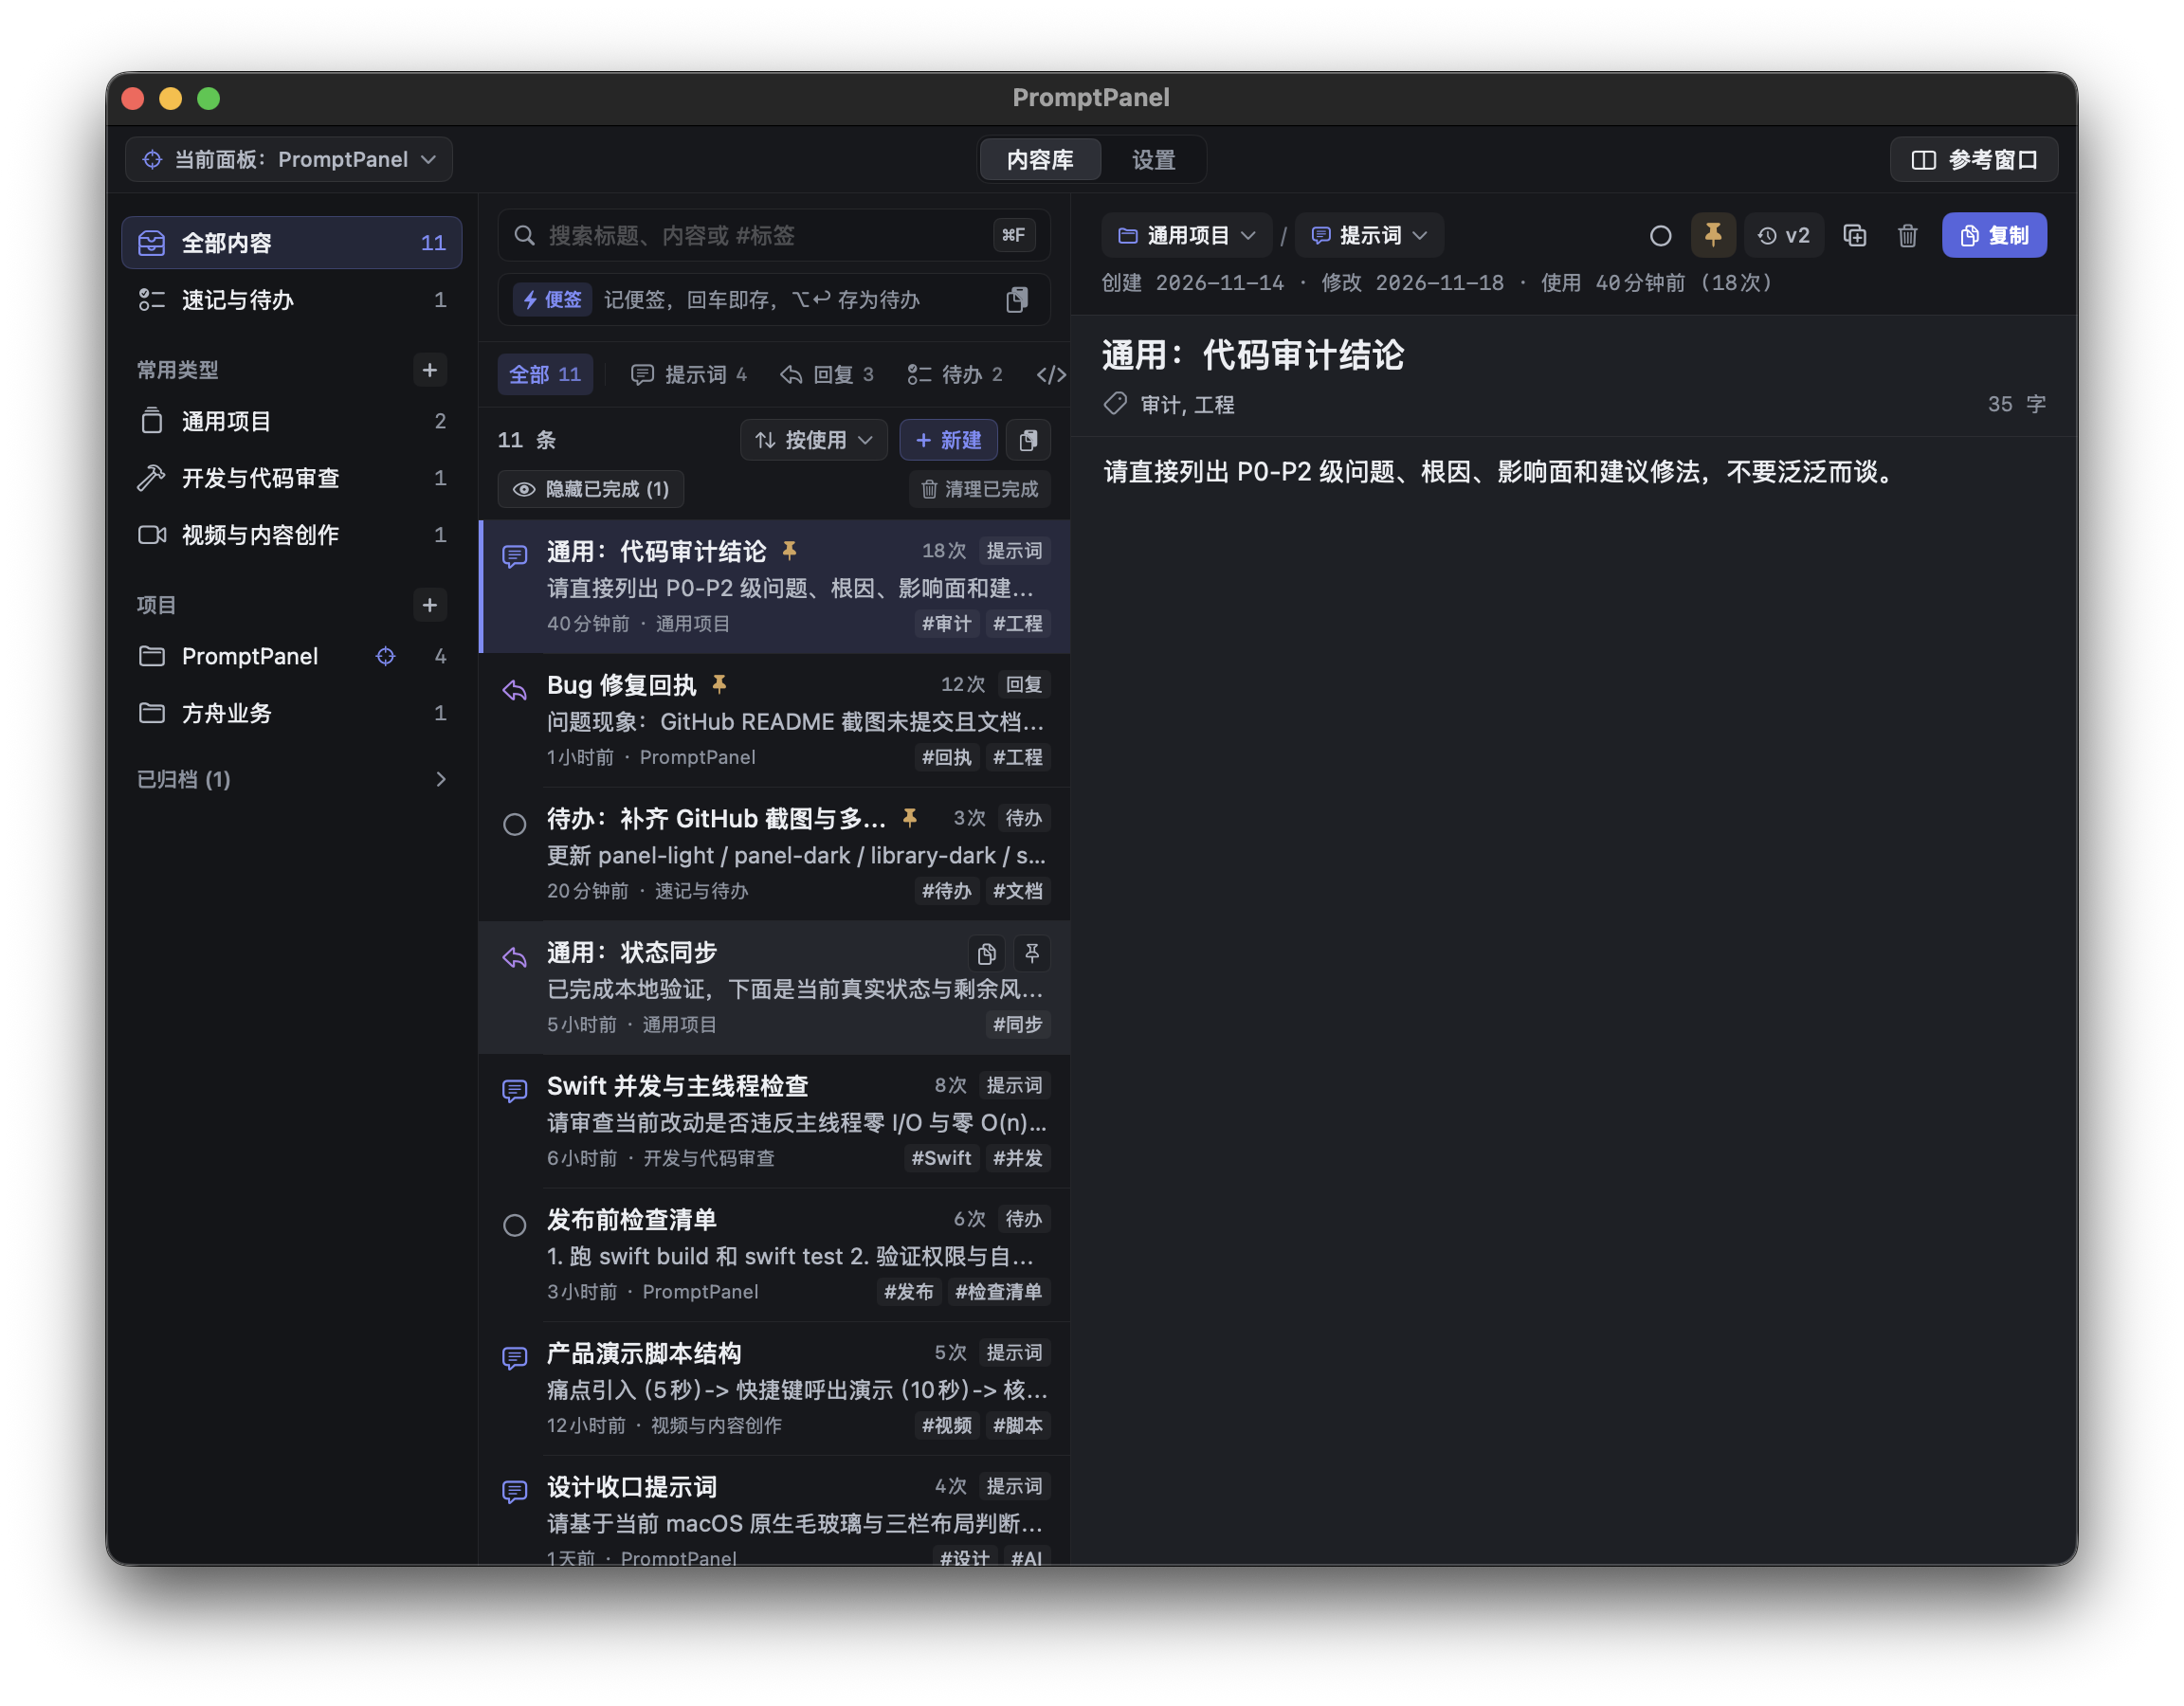 PromptPanel
当前面板：PromptPanel
内容库
设置
参考窗口
全部内容 11
速记与待办 1
常用类型
通用项目 2
开发与代码审查 1
视频与内容创作 1
项目
PromptPanel 4
方舟业务 1
已归档 (1)
搜索标题、内容或 #标签 ⌘F
便签 记便签，回车即存，⌥↩ 存为待办
全部 11 提示词 4 回复 3 待办 2 </>
11 条 按使用 + 新建
隐藏已完成 (1) 清理已完成
通用：代码审计结论 18次 提示词
请直接列出 P0-P2 级问题、根因、影响面和建...
40分钟前 · 通用项目 #审计 #工程
Bug 修复回执 12次 回复
问题现象：GitHub README 截图未提交且文档...
1小时前 · PromptPanel #回执 #工程
待办：补齐 GitHub 截图与多... 3次 待办
更新 panel-light / panel-dark / library-dark / s...
20分钟前 · 速记与待办 #待办 #文档
通用：状态同步
已完成本地验证，下面是当前真实状态与剩余风...
5小时前 · 通用项目 #同步
Swift 并发与主线程检查 8次 提示词
请审查当前改动是否违反主线程零 I/O 与零 O(n)...
6小时前 · 开发与代码审查 #Swift #并发
发布前检查清单 6次 待办
1. 跑 swift build 和 swift test 2. 验证权限与自...
3小时前 · PromptPanel #发布 #检查清单
产品演示脚本结构 5次 提示词
痛点引入 (5秒)-> 快捷键呼出演示 (10秒)-> 核...
12小时前 · 视频与内容创作 #视频 #脚本
设计收口提示词 4次 提示词
请基于当前 macOS 原生毛玻璃与三栏布局判断...
1天前 · PromptPanel #设计 #AI
通用项目 / 提示词 v2 复制
创建 2026-11-14 · 修改 2026-11-18 · 使用 40分钟前 (18次)
通用：代码审计结论
审计, 工程 35 字
请直接列出 P0-P2 级问题、根因、影响面和建议修法，不要泛泛而谈。